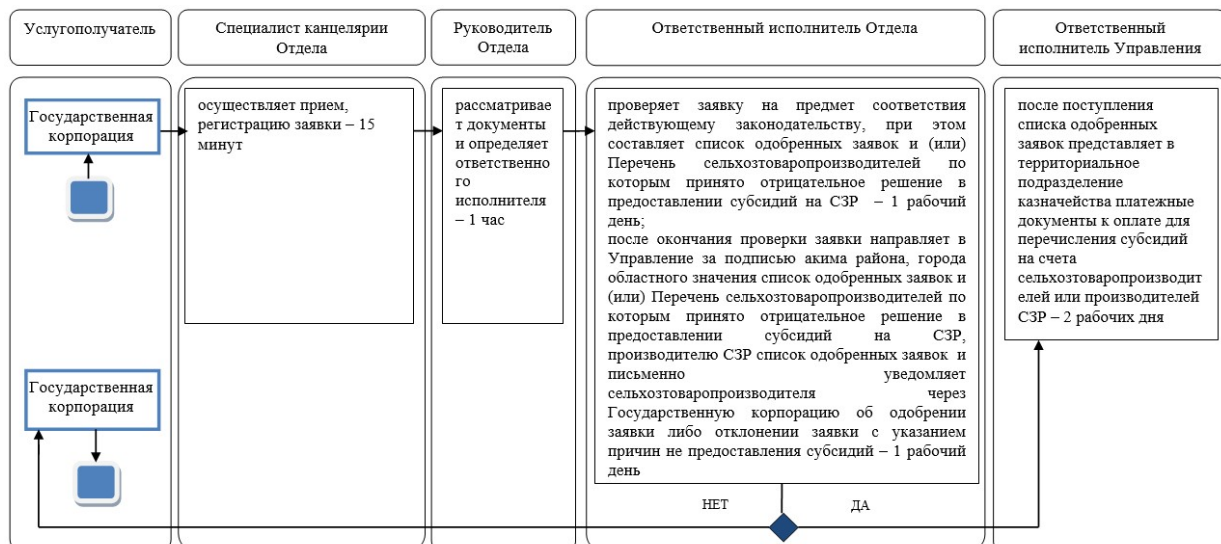 Услугополучатель
Специалист канцелярии
Отдела
Руководитель
Отдела
Ответственный исполнитель Отдела
Ответственный
исполнитель Управления
Государственная
корпорация
осуществляет прием,
регистрацию заявки – 15
минут
рассматривае
т документы
и определяет
ответственно
го
исполнителя
– 1 час
проверяет заявку на предмет соответствия
действующему законодательству, при этом
составляет список одобренных заявок и (или)
Перечень сельхозтоваропроизводителей по
которым принято отрицательное решение в
предоставлении субсидий на СЗР – 1 рабочий
день;
после окончания проверки заявки направляет в
Управление за подписью акима района, города
областного значения список одобренных заявок и
(или) Перечень сельхозтоваропроизводителей по
которым принято отрицательное решение в
предоставлении субсидий на СЗР,
производителю СЗР список одобренных заявок и
письменно уведомляет
сельхозтоваропроизводителя через
Государственную корпорацию об одобрении
заявки либо отклонении заявки с указанием
причин не предоставления субсидий – 1 рабочий
день
после поступления
списка одобренных
заявок представляет в
территориальное
подразделение
казначейства платежные
документы к оплате для
перечисления субсидий
на счета
сельхозтоваропроизводит
елей или производителей
СЗР – 2 рабочих дня
Государственная
корпорация
НЕТ
ДА